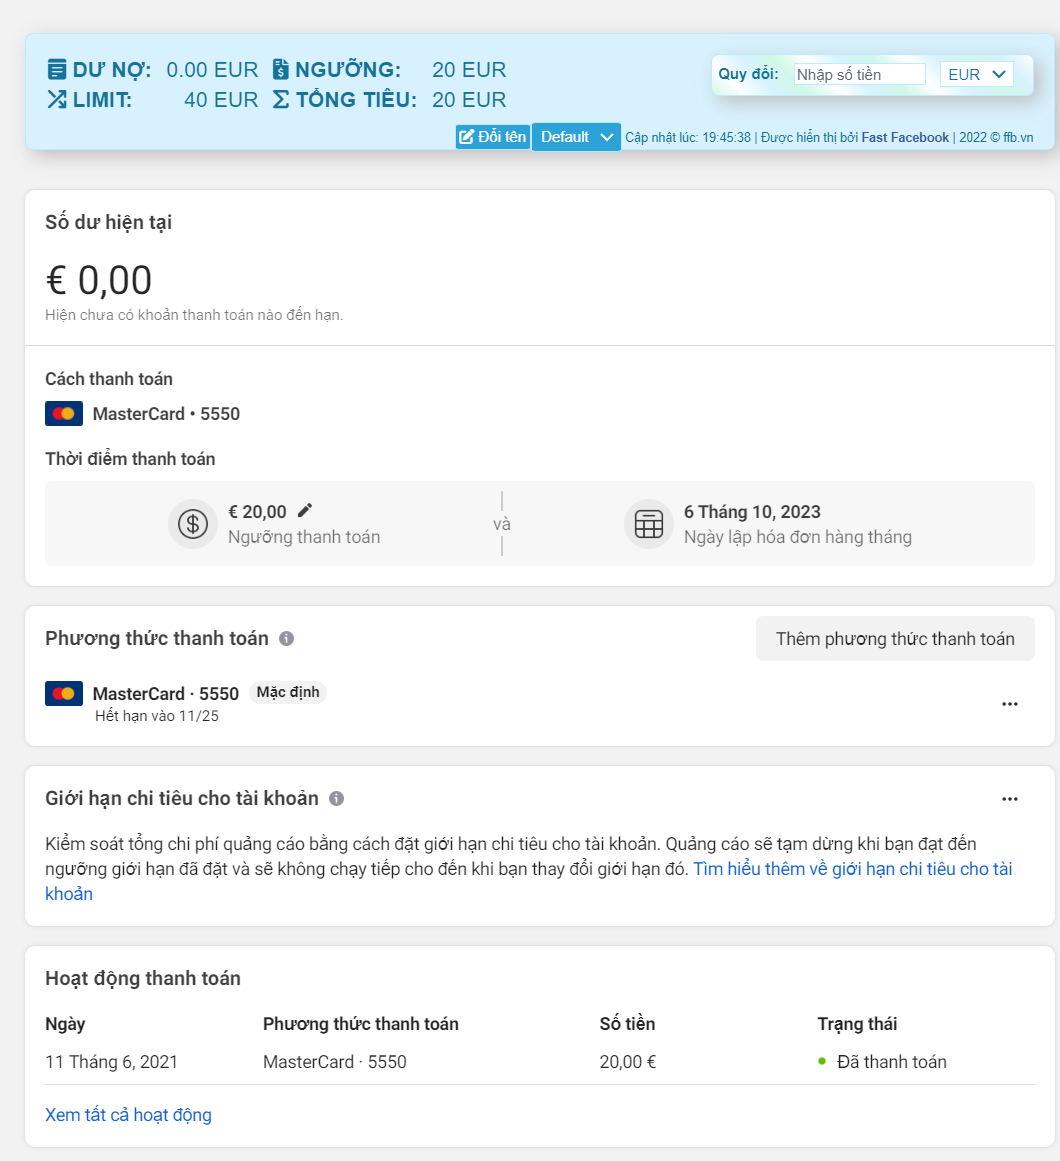 DƯ NỢ: 0.00 EUR NGƯỠNG: 20 EUR
LIMIT: 40 EUR TỔNG TIÊU: 20 EUR
Quy đổi: Nhập số tiền EUR
Đổi tên Default Cập nhật lúc: 19:45:38 | Được hiển thị bởi Fast Facebook | 2022 © ffb.vn
Số dư hiện tại
€ 0,00
Hiện chưa có khoản thanh toán nào đến hạn.
Cách thanh toán
MasterCard • 5550
Thời điểm thanh toán
€ 20,00
Ngưỡng thanh toán
và
6 Tháng 10, 2023
Ngày lập hóa đơn hàng tháng
Phương thức thanh toán
Thêm phương thức thanh toán
MasterCard · 5550 Mặc định
Hết hạn vào 11/25
Giới hạn chi tiêu cho tài khoản
Kiểm soát tổng chi phí quảng cáo bằng cách đặt giới hạn chi tiêu cho tài khoản. Quảng cáo sẽ tạm dừng khi bạn đạt đến
ngưỡng giới hạn đã đặt và sẽ không chạy tiếp cho đến khi bạn thay đổi giới hạn đó. Tìm hiểu thêm về giới hạn chi tiêu cho tài
khoản
Hoạt động thanh toán
Ngày Phương thức thanh toán Số tiền Trạng thái
11 Tháng 6, 2021 MasterCard · 5550 20,00 € Đã thanh toán
Xem tất cả hoạt động